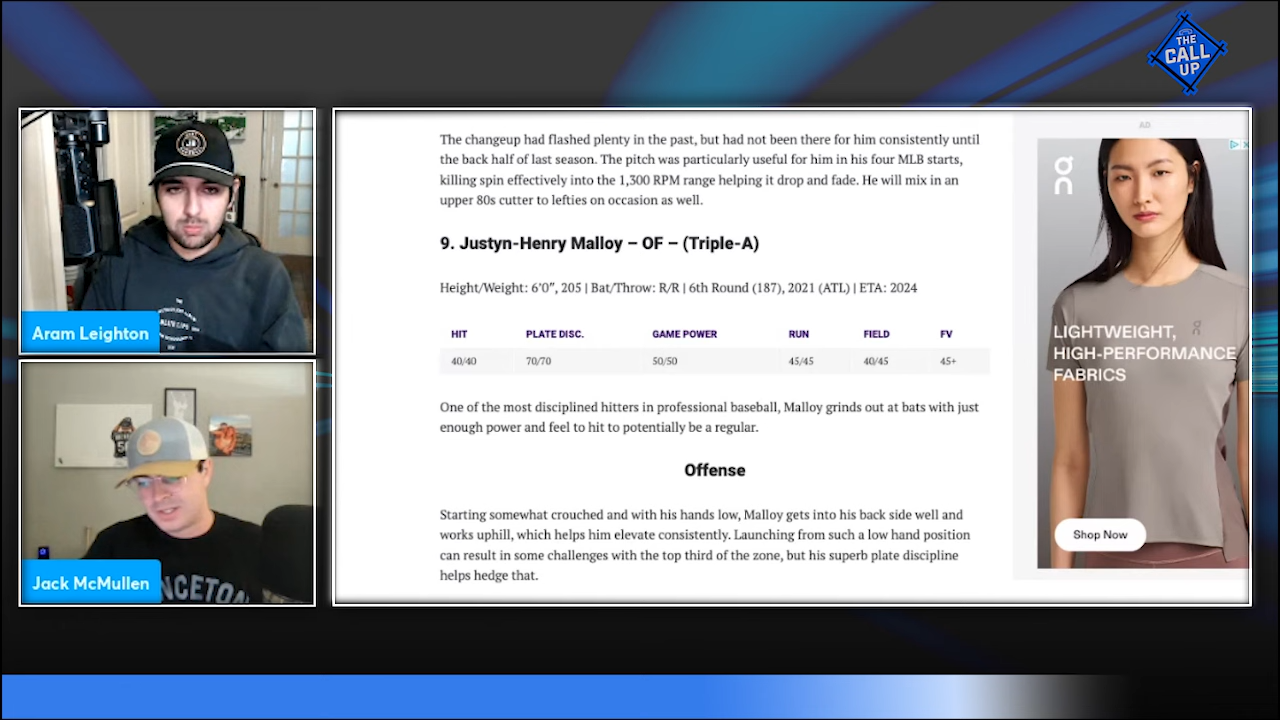 THE
CALL
UP
The changeup had flashed plenty in the past, but had not been there for him consistently until
the back half of last season. The pitch was particularly useful for him in his four MLB starts,
killing spin effectively into the 1,300 RPM range helping it drop and fade. He will mix in an
upper 80s cutter to lefties on occasion as well.
9. Justyn-Henry Malloy – OF – (Triple-A)
Height/Weight: 6'0″, 205 | Bat/Throw: R/R | 6th Round (187), 2021 (ATL) | ETA: 2024
HIT PLATE DISC. GAME POWER RUN FIELD FV
40/40 70/70 50/50 45/45 40/45 45+
One of the most disciplined hitters in professional baseball, Malloy grinds out at bats with just
enough power and feel to hit to potentially be a regular.
Offense
Starting somewhat crouched and with his hands low, Malloy gets into his back side well and
works uphill, which helps him elevate consistently. Launching from such a low hand position
can result in some challenges with the top third of the zone, but his superb plate discipline
helps hedge that.
AD
LIGHTWEIGHT,
HIGH-PERFORMANCE
FABRICS
Shop Now
Aram Leighton
Jack McMullen
NCETON